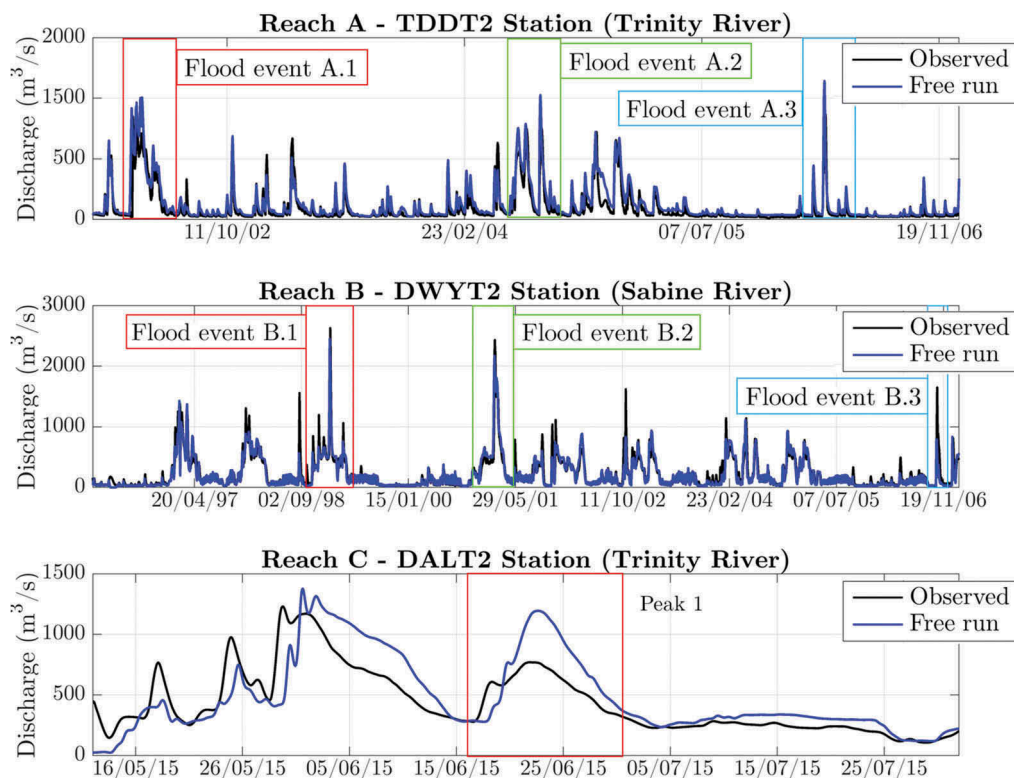 Reach A - TDDT2 Station (Trinity River)
Discharge (m³/s)
2000
1500
1000
500
0
Flood event A.1
Flood event A.2
Flood event A.3
Observed
Free run
11/10/02
23/02/04
07/07/05
19/11/06
Reach B - DWYT2 Station (Sabine River)
Discharge (m³/s)
3000
2000
1000
0
Flood event B.1
Flood event B.2
Flood event B.3
Observed
Free run
20/04/97
02/09/98
15/01/00
29/05/01
11/10/02
23/02/04
07/07/05
19/11/06
Reach C - DALT2 Station (Trinity River)
Discharge (m³/s)
1500
1000
500
0
Peak 1
Observed
Free run
16/05/15
26/05/15
05/06/15
15/06/15
25/06/15
05/07/15
15/07/15
25/07/15